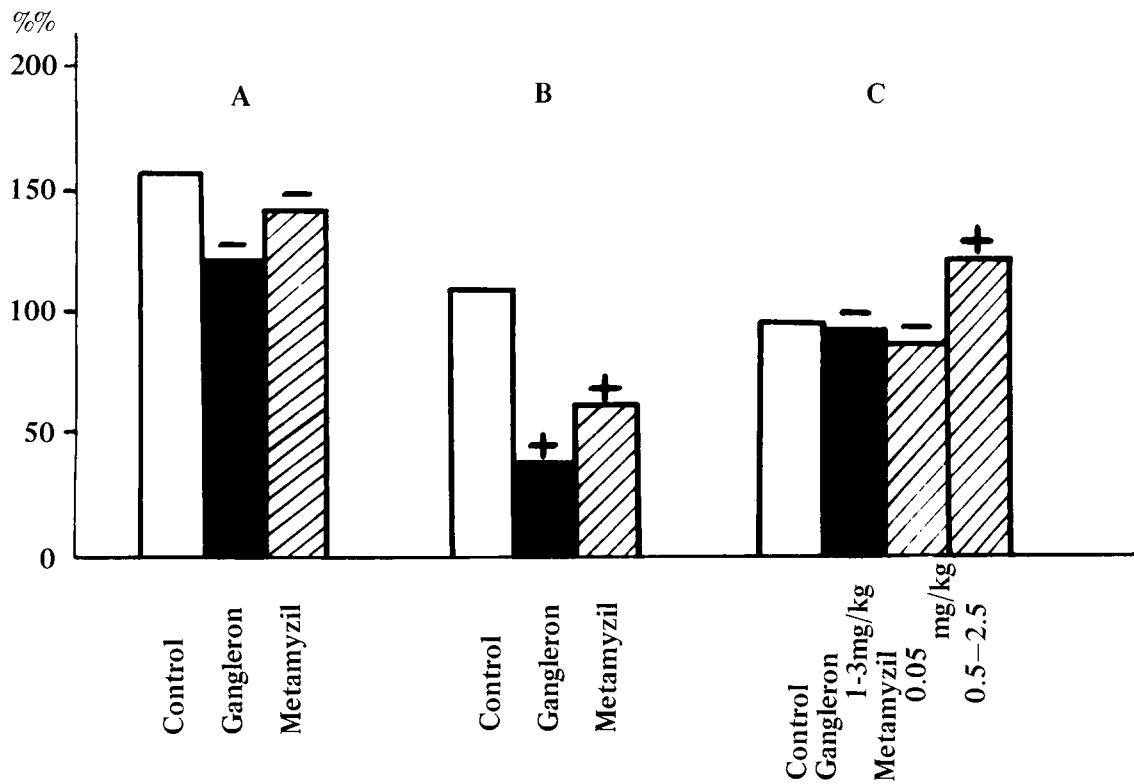 %%
200
A
B
C
150
100
50
0
Control
Gangleron
Metamyzil
Control
Gangleron
Metamyzil
Control
Gangleron
1-3mg/kg
Metamyzil
0.05
mg/kg
0.5–2.5